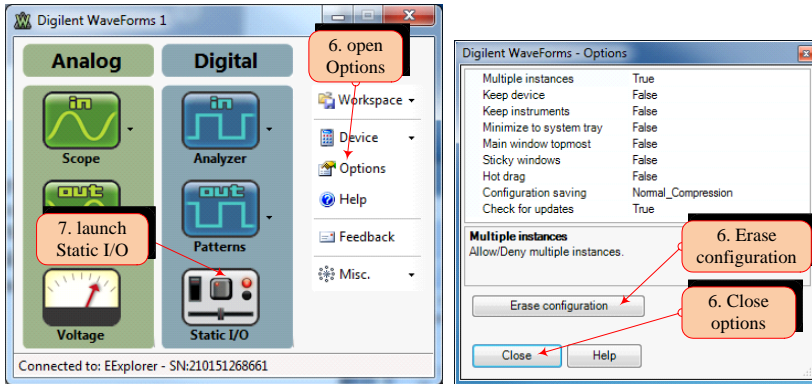 Digilent WaveForms 1
Analog
Digital
6. open
Options
in
in
Workspace
Scope
Analyzer
Device
Options
out
out
Help
7. launch
Static I/O
Patterns
Feedback
Misc.
Voltage
Static I/O
Connected to: EExplorer - SN:210151268661
Digilent WaveForms - Options
Multiple instances True
Keep device False
Keep instruments False
Minimize to system tray False
Main window topmost False
Sticky windows False
Hot drag False
Configuration saving Normal_Compression
Check for updates True
Multiple instances
Allow/Deny multiple instances.
6. Erase
configuration
Erase configuration
6. Close
options
Close
Help